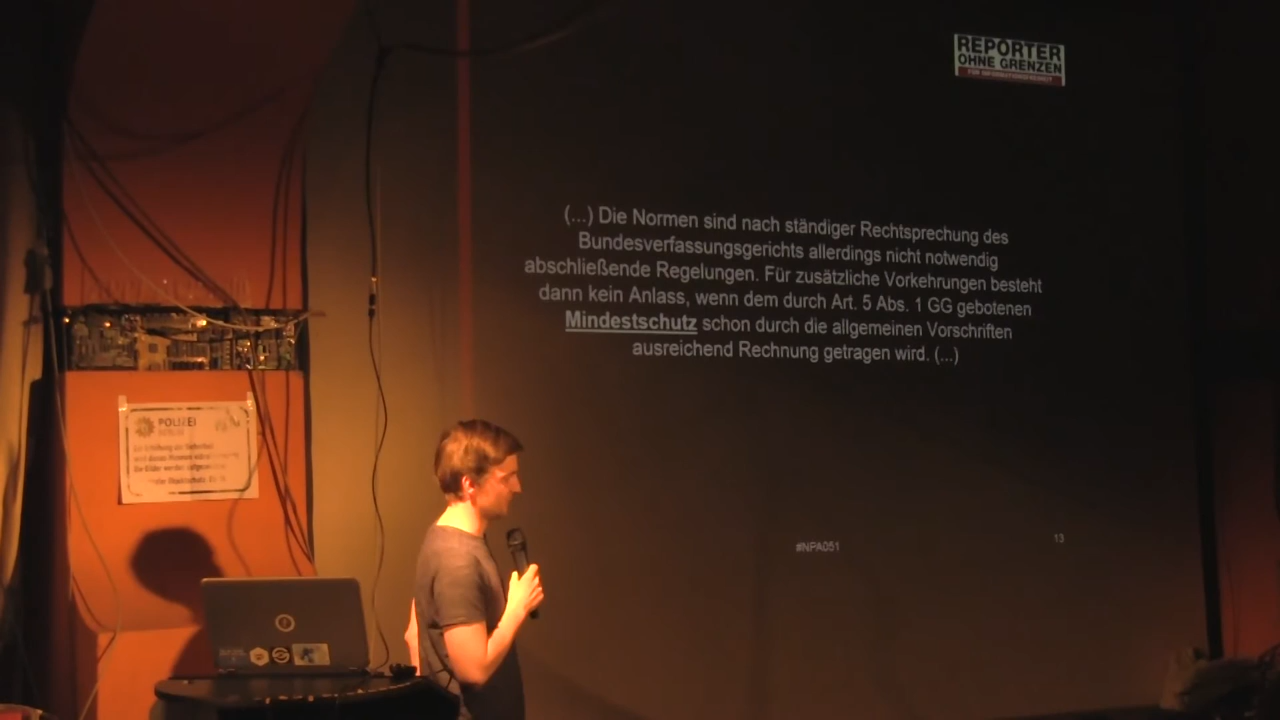 REPORTER
OHNE GRENZEN
FÜR INFORMATIONSFREIHEIT
(...) Die Normen sind nach ständiger Rechtsprechung des
Bundesverfassungsgerichts allerdings nicht notwendig
abschließende Regelungen. Für zusätzliche Vorkehrungen besteht
dann kein Anlass, wenn dem durch Art. 5 Abs. 1 GG gebotenen
Mindestschutz schon durch die allgemeinen Vorschriften
ausreichend Rechnung getragen wird. (...)
#NPA051
13
POLIZEI